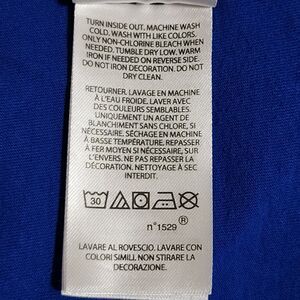 TURN INSIDE OUT. MACHINE WASH
COLD. WASH WITH LIKE COLORS.
ONLY NON-CHLORINE BLEACH WHEN
NEEDED. TUMBLE DRY LOW. WARM
IRON IF NEEDED ON REVERSE SIDE.
DO NOT IRON DECORATION. DO NOT
DRY CLEAN.
RETOURNER. LAVAGE EN MACHINE
À L'EAU FROIDE. LAVER AVEC
DES COULEURS SEMBLABLES.
UNIQUEMENT UN AGENT DE
BLANCHIMENT SANS CHLORE, SI
NÉCESSAIRE. SÉCHAGE EN MACHINE
À BASSE TEMPÉRATURE. REPASSER
À FER MOYEN SI NÉCESSAIRE, SUR
L'ENVERS. NE PAS REPASSER LA
DÉCORATION. NETTOYAGE À SEC
INTERDIT.
30
®
n°1529
LAVARE AL ROVESCIO. LAVARE CON
COLORI SIMILI. NON STIRARE LA
DECORAZIONE.